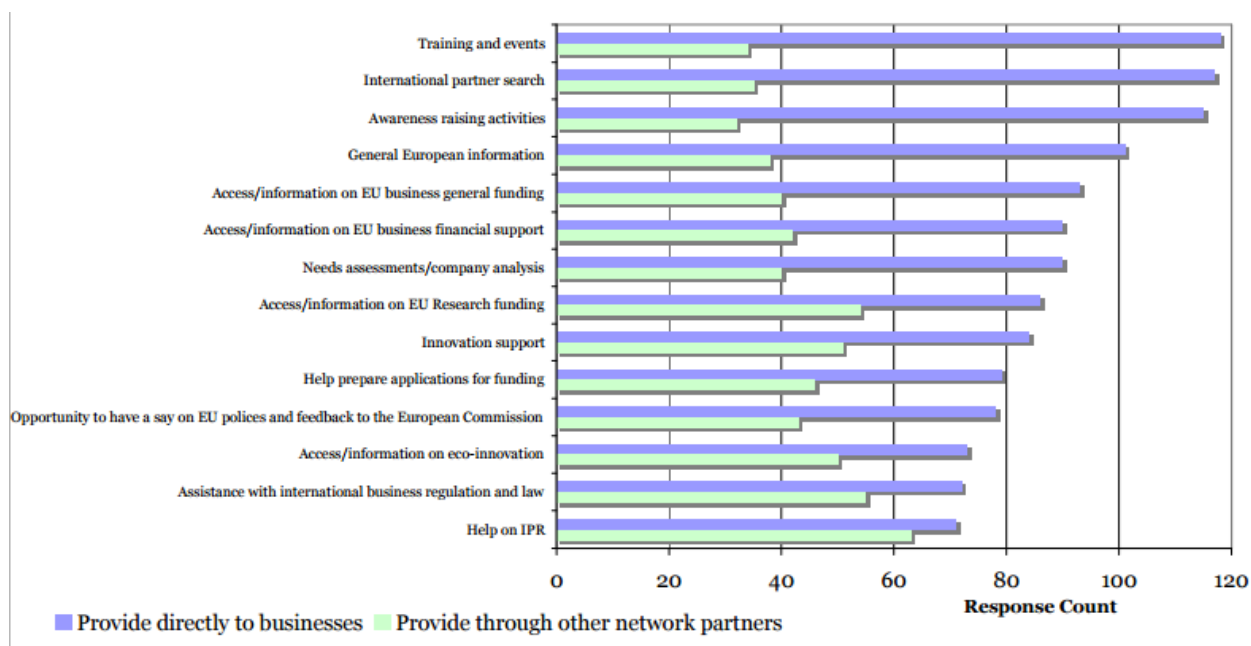 Training and events
International partner search
Awareness raising activities
General European information
Access/information on EU business general funding
Access/information on EU business financial support
Needs assessments/company analysis
Access/information on EU Research funding
Innovation support
Help prepare applications for funding
Opportunity to have a say on EU polices and feedback to the European Commission
Access/information on eco-innovation
Assistance with international business regulation and law
Help on IPR
0 20 40 60 80 100 120
Response Count
Provide directly to businesses Provide through other network partners